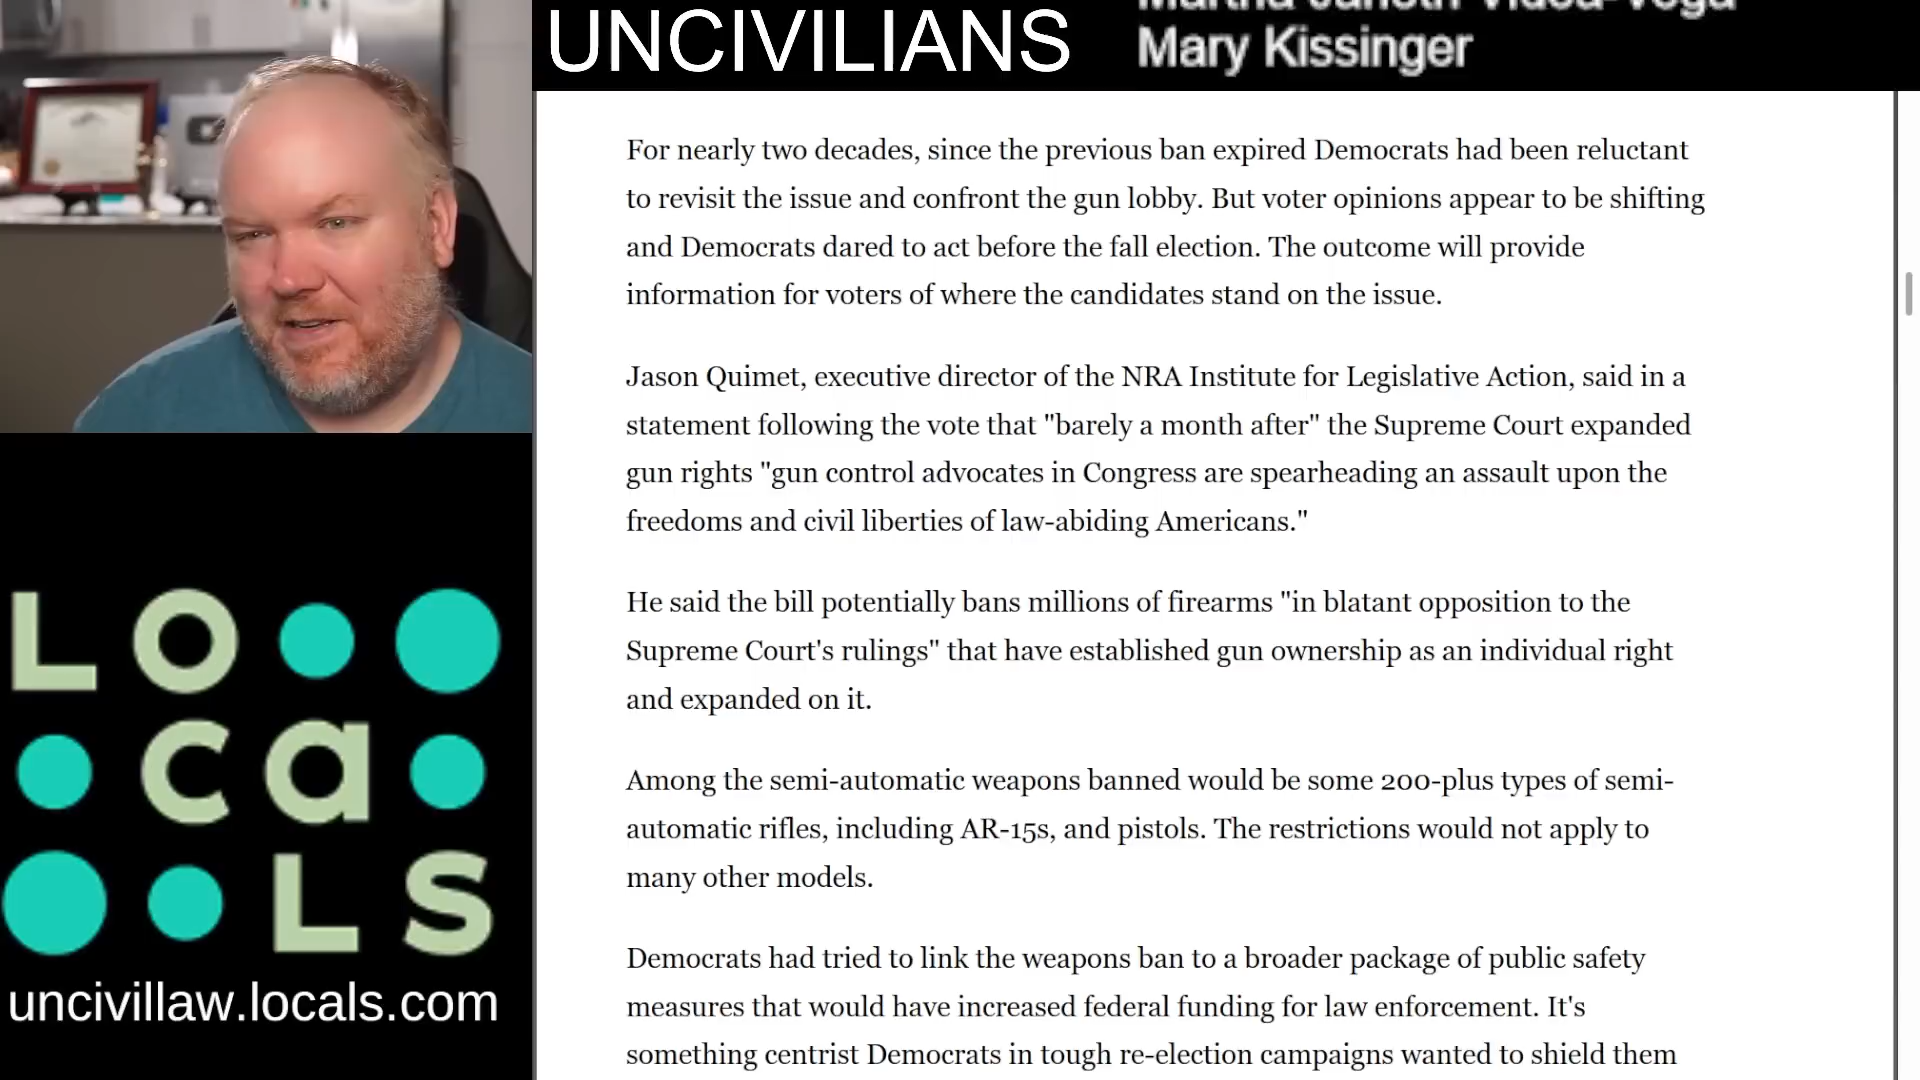 UNCIVILIANS
Martha Janeth Videa-Vega
Mary Kissinger
For nearly two decades, since the previous ban expired Democrats had been reluctant
to revisit the issue and confront the gun lobby. But voter opinions appear to be shifting
and Democrats dared to act before the fall election. The outcome will provide
information for voters of where the candidates stand on the issue.
Jason Quimet, executive director of the NRA Institute for Legislative Action, said in a
statement following the vote that "barely a month after" the Supreme Court expanded
gun rights "gun control advocates in Congress are spearheading an assault upon the
freedoms and civil liberties of law-abiding Americans."
He said the bill potentially bans millions of firearms "in blatant opposition to the
Supreme Court's rulings" that have established gun ownership as an individual right
and expanded on it.
Among the semi-automatic weapons banned would be some 200-plus types of semi-
automatic rifles, including AR-15s, and pistols. The restrictions would not apply to
many other models.
Democrats had tried to link the weapons ban to a broader package of public safety
measures that would have increased federal funding for law enforcement. It's
something centrist Democrats in tough re-election campaigns wanted to shield them
LO
ca
LS
uncivillaw.locals.com